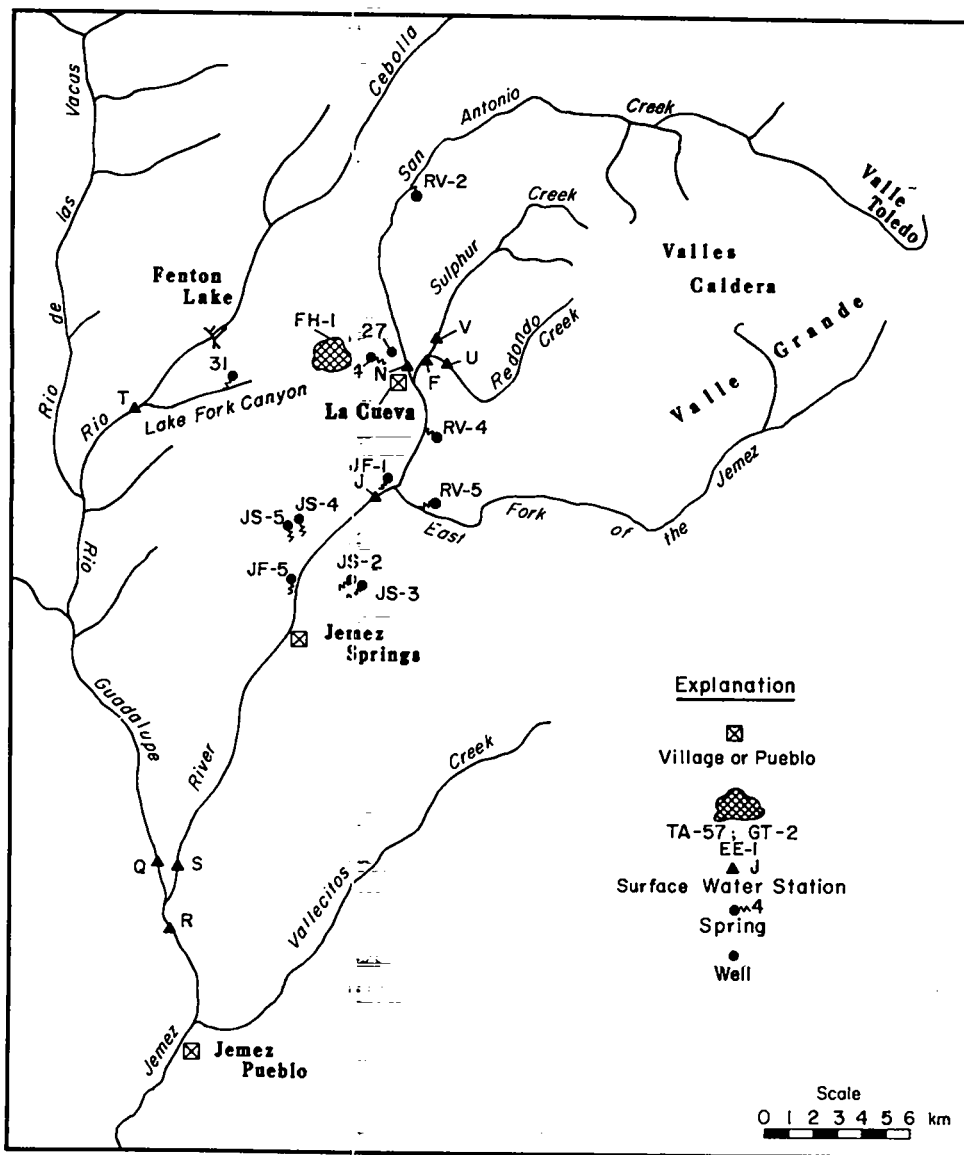 Vacas
las
de
Rio
Cebolla
San
Antonio
Creek
RV-2
Valle
Toledo
Creek
Sulphur
Valles
Caldera
Fenton
Lake
FH-1
27
4
N
V
F
U
Redondo
Creek
Valle Grande
31
T
Rio
Lake Fork Canyon
La Cueva
RV-4
JF-1
J
RV-5
East Fork of the Jemez
JS-5
JS-4
JF-5
JS-2
JS-3
Rio
Jemez
Springs
Guadalupe
River
Creek
Vallecitos
Q
S
R
Jemez
Jemez
Pueblo
Explanation
Village or Pueblo
TA-57; GT-2
EE-1
J
Surface Water Station
4
Spring
Well
Scale
0 1 2 3 4 5 6 km